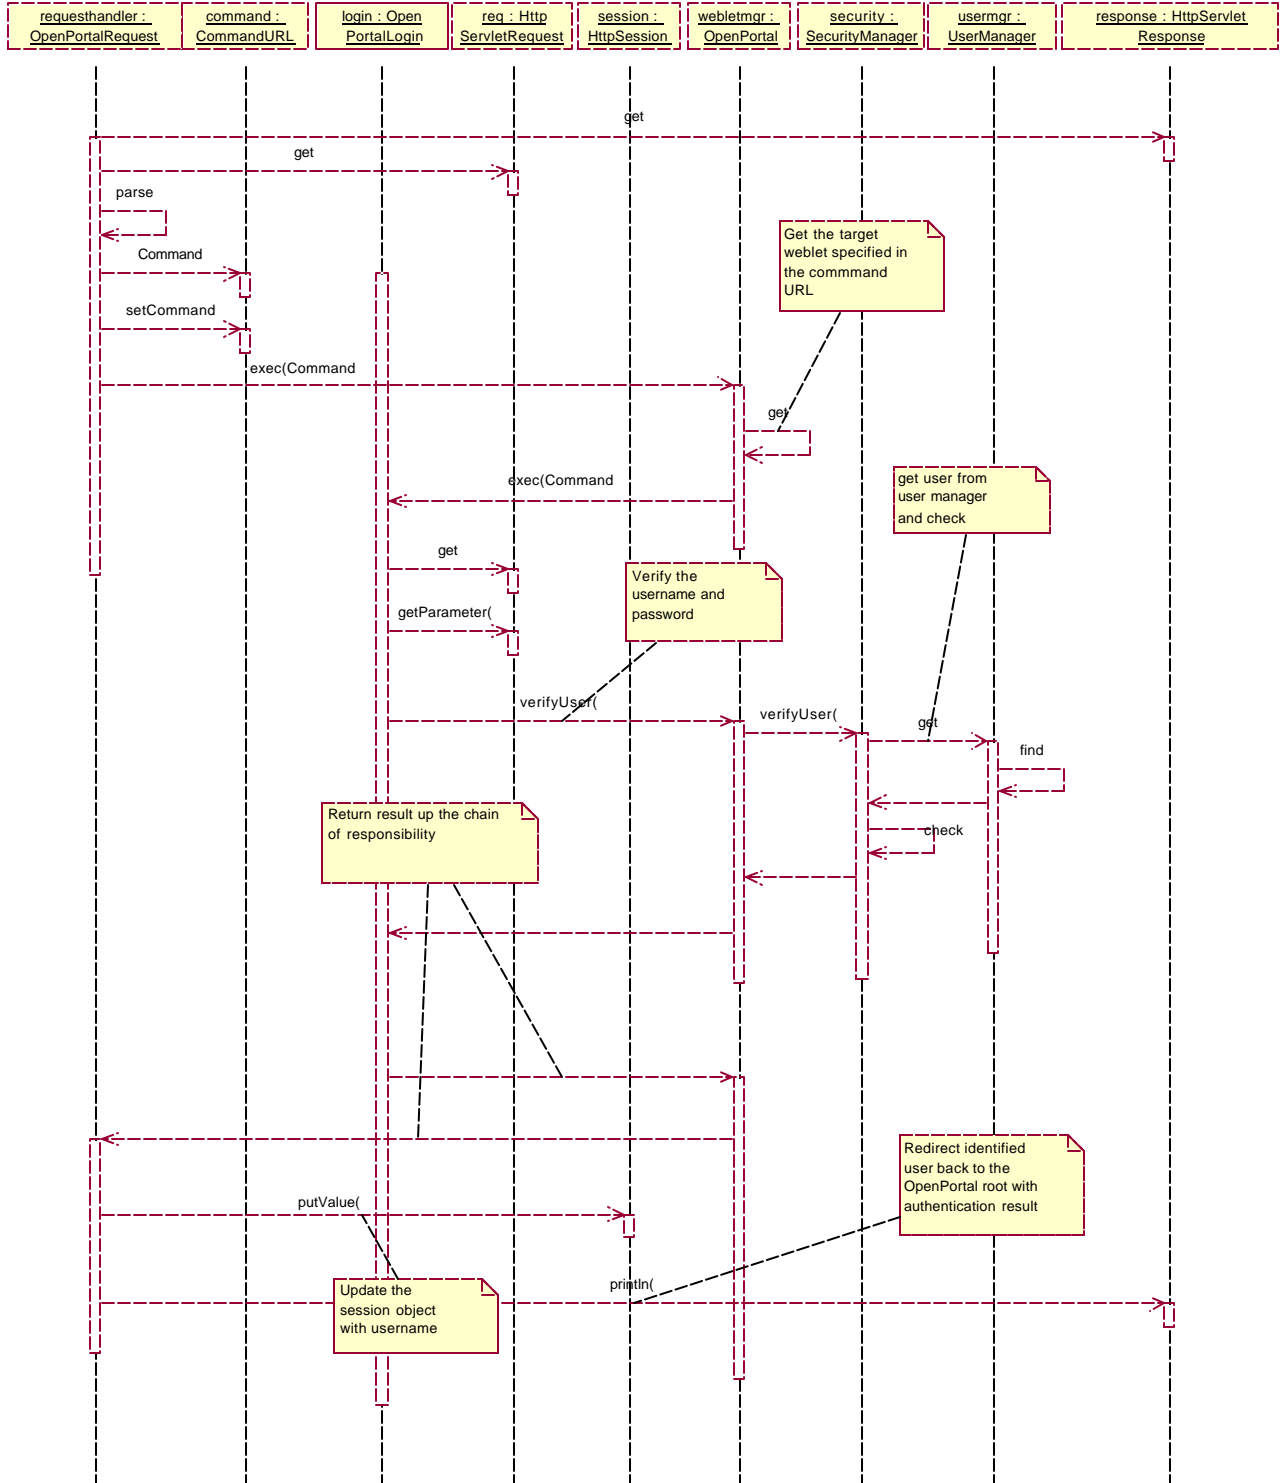 requesthandler :
OpenPortalRequest
command :
CommandURL
login : Open
PortalLogin
req : Http
ServletRequest
session :
HttpSession
webletmgr :
OpenPortal
security :
SecurityManager
usermgr :
UserManager
response : HttpServlet
Response
get
get
parse
Command
setCommand
Get the target
weblet specified in
the commmand
URL
exec(Command
get
exec(Command
get user from
user manager
and check
get
Verify the
username and
password
getParameter(
verifyUser(
verifyUser(
get
find
check
Return result up the chain
of responsibility
Redirect identified
user back to the
OpenPortal root with
authentication result
putValue(
println(
Update the
session object
with username